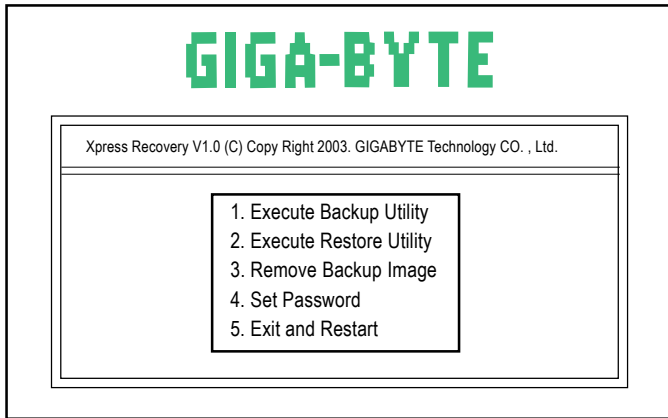 GIGA-BYTE
Xpress Recovery V1.0 (C) Copy Right 2003. GIGABYTE Technology CO. , Ltd.
1. Execute Backup Utility
2. Execute Restore Utility
3. Remove Backup Image
4. Set Password
5. Exit and Restart